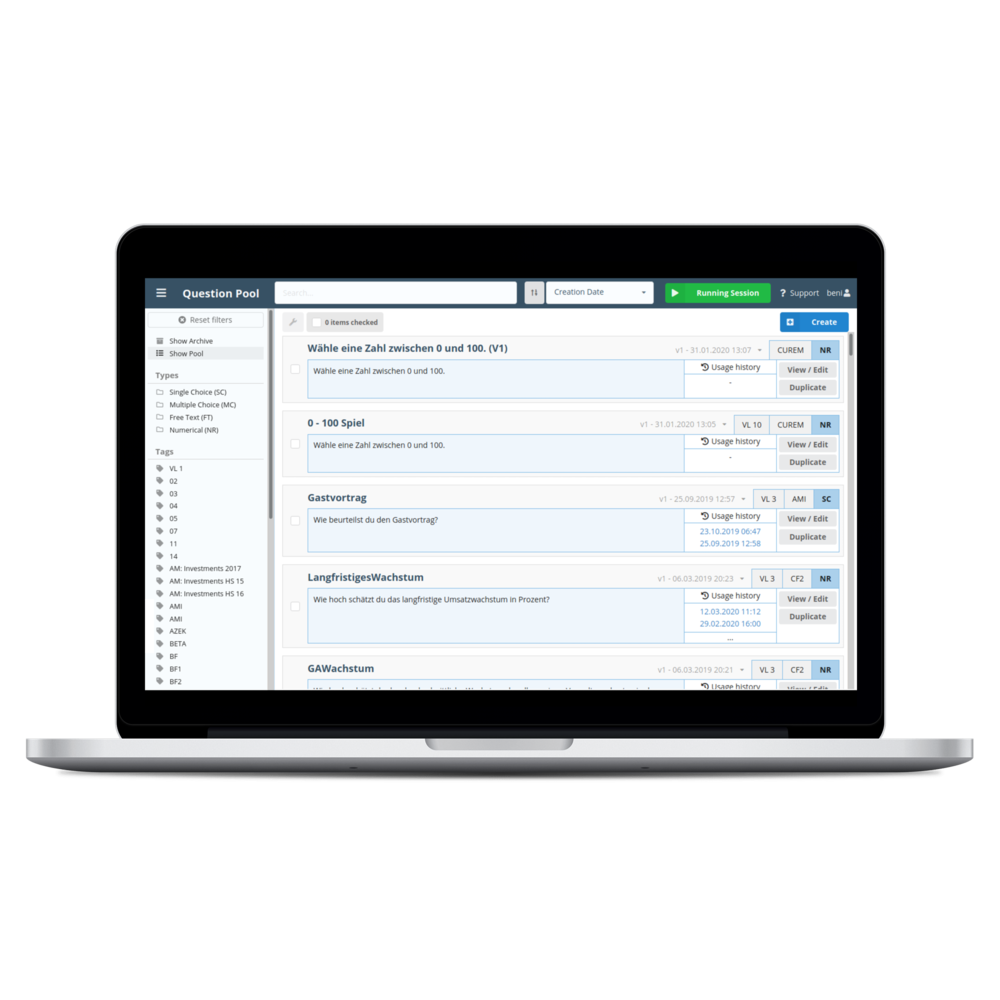 Question Pool
Search...
Creation Date
Running Session
? Support
beni
Reset filters
0 items checked
Create
Show Archive
Show Pool
Types
Single Choice (SC)
Multiple Choice (MC)
Free Text (FT)
Numerical (NR)
Tags
VL 1
02
03
04
05
07
11
14
AM: Investments 2017
AM: Investments HS 15
AM: Investments HS 16
AMI
AMI
AZEK
BETA
BF
BF1
BF2
Wähle eine Zahl zwischen 0 und 100. (V1)
v1 - 31.01.2020 13:07
CUREM
NR
Wähle eine Zahl zwischen 0 und 100.
Usage history
-
View / Edit
Duplicate
0 - 100 Spiel
v1 - 31.01.2020 13:05
VL 10
CUREM
NR
Wähle eine Zahl zwischen 0 und 100.
Usage history
-
View / Edit
Duplicate
Gastvortrag
v1 - 25.09.2019 12:57
VL 3
AMI
SC
Wie beurteilst du den Gastvortrag?
Usage history
23.10.2019 06:47
25.09.2019 12:58
View / Edit
Duplicate
LangfristigesWachstum
v1 - 06.03.2019 20:23
VL 3
CF2
NR
Wie hoch schätzt du das langfristige Umsatzwachstum in Prozent?
Usage history
12.03.2020 11:12
29.02.2020 16:00
...
View / Edit
Duplicate
GAWachstum
v1 - 06.03.2019 20:21
VL 3
CF2
NR
Usage history
View / Edit